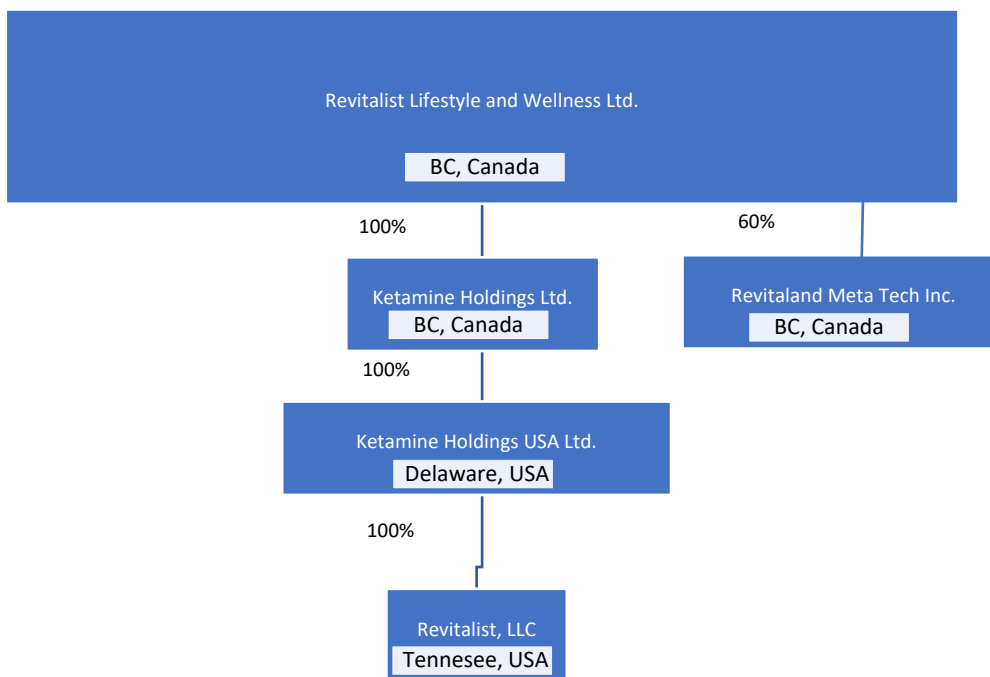 Revitalist Lifestyle and Wellness Ltd.
BC, Canada
100%
60%
Ketamine Holdings Ltd.
BC, Canada
Revitaland Meta Tech Inc.
BC, Canada
100%
Ketamine Holdings USA Ltd.
Delaware, USA
100%
Revitalist, LLC
Tennesee, USA